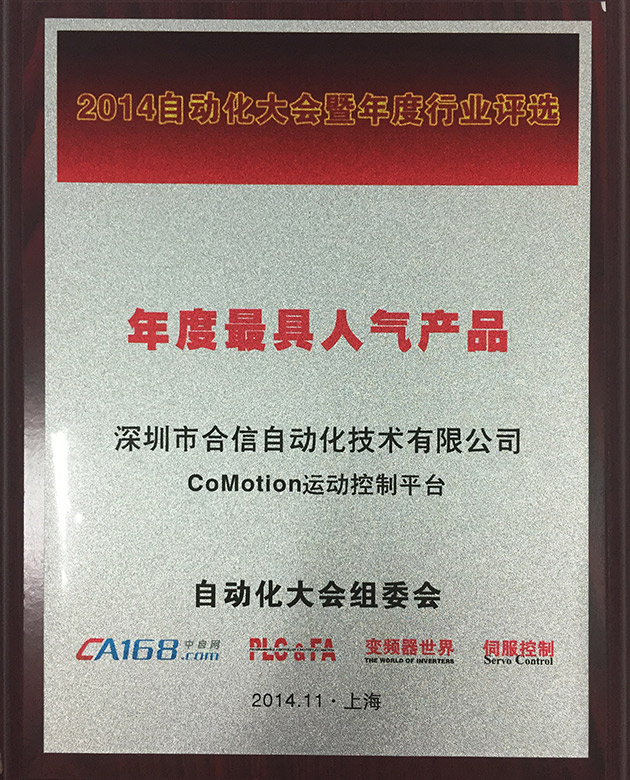 2014自动化大会暨年度行业评选
年度最具人气产品
深圳市合信自动化技术有限公司
CoMotion运动控制平台
自动化大会组委会
CA168.com 中自网 PLC&FA 变频器世界 伺服控制
THE WORLD OF INVERTERS Servo Control
2014.11·上海